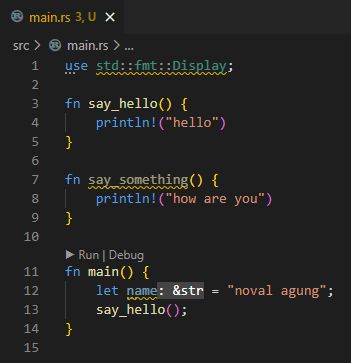 main.rs 3, U
src > main.rs > ...
1 use std::fmt::Display;
2
3 fn say_hello() {
4     println!("hello")
5 }
6
7 fn say_something() {
8     println!("how are you")
9 }
10
Run | Debug
11 fn main() {
12     let name: &str = "noval agung";
13     say_hello();
14 }
15